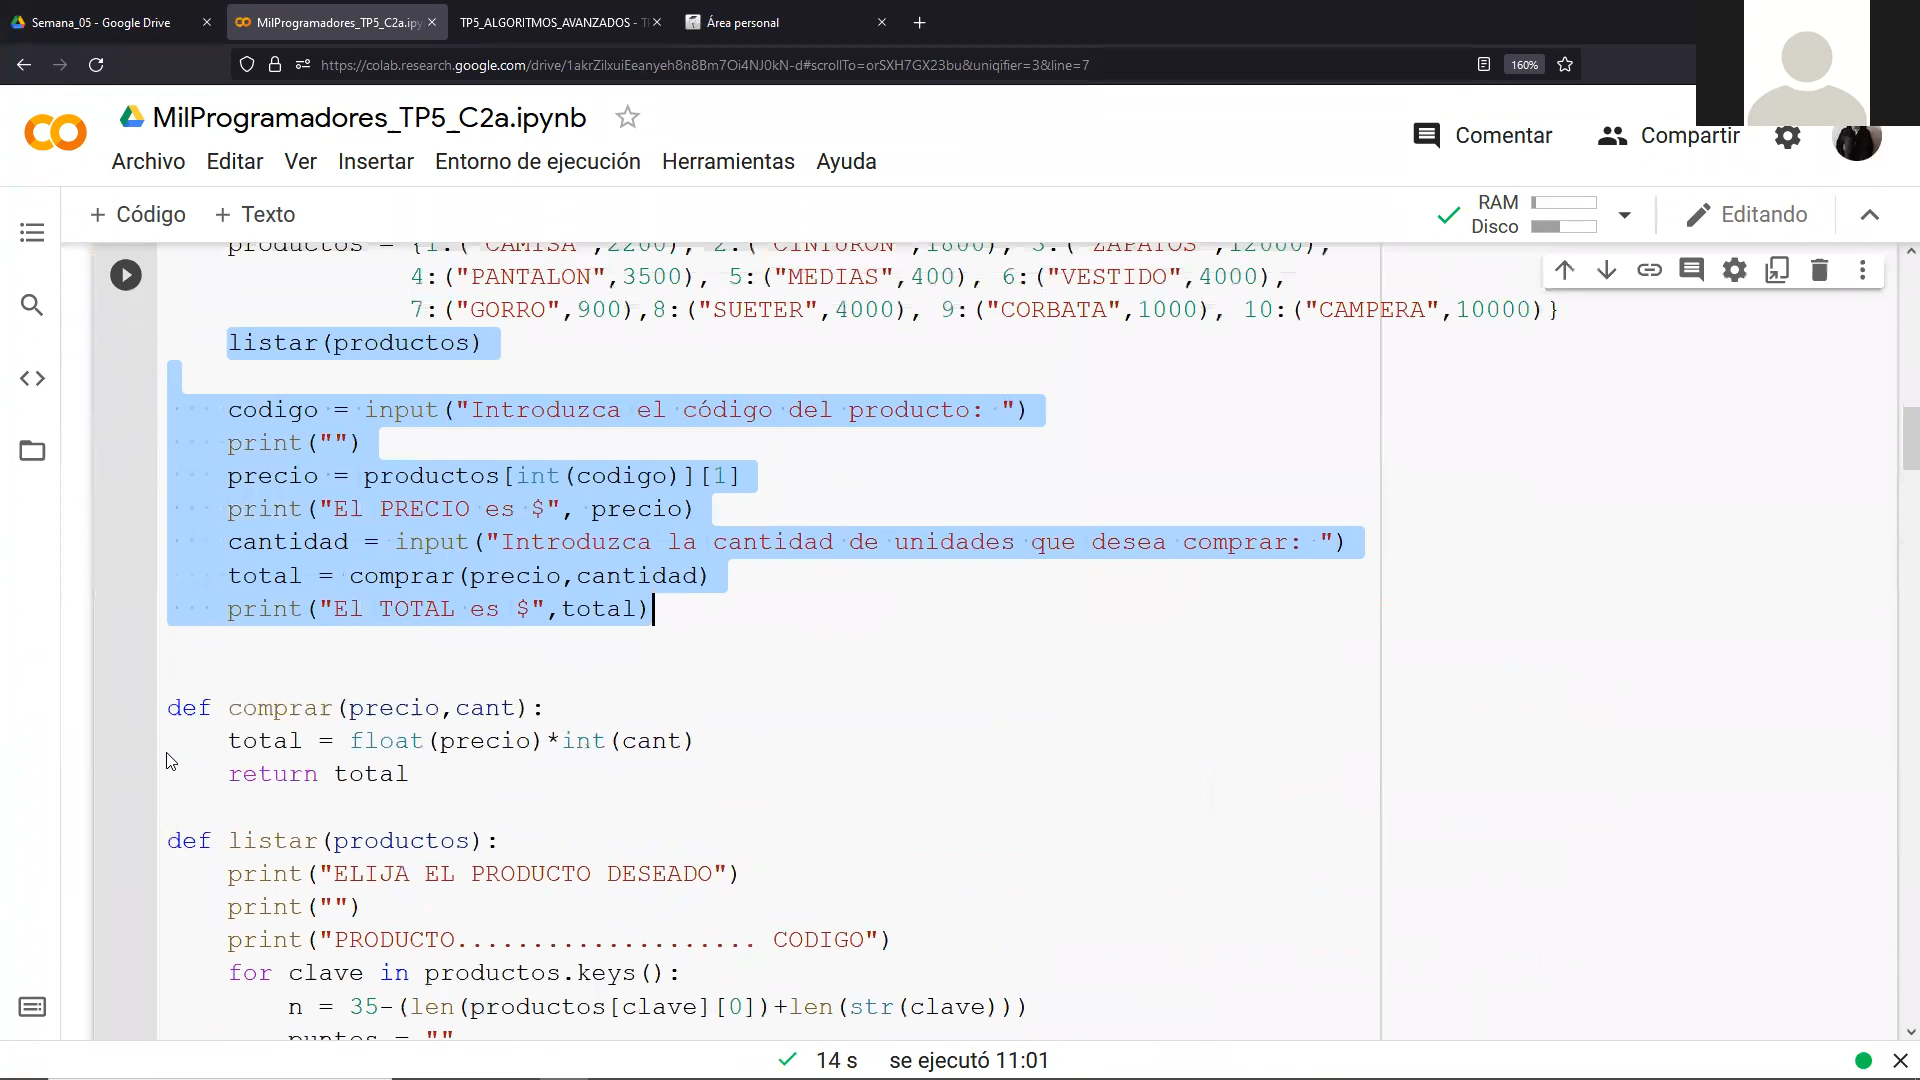 Semana_05 - Google Drive
MilProgramadores_TP5_C2a.ipy
TP5_ALGORITMOS_AVANZADOS -
Área personal
https://colab.research.google.com/drive/1akrZilxuiEeanyeh8n8Bm7Oi4NJ0kN-d#scrollTo=orSXH7GX23bu&uniqifier=3&line=7
160%
MilProgramadores_TP5_C2a.ipynb
Comentar
Compartir
Archivo Editar Ver Insertar Entorno de ejecución Herramientas Ayuda
+ Código + Texto
RAM
Disco
Editando
productos = {1:("CAMISA",2200), 2:("CINTURON",1800), 3:("ZAPATOS",12000),
4:("PANTALON",3500), 5:("MEDIAS",400), 6:("VESTIDO",4000),
7:("GORRO",900),8:("SUETER",4000), 9:("CORBATA",1000), 10:("CAMPERA",10000)}
listar(productos)
codigo = input("Introduzca el código del producto: ")
print("")
precio = productos[int(codigo)][1]
print("El PRECIO es $", precio)
cantidad = input("Introduzca la cantidad de unidades que desea comprar: ")
total = comprar(precio,cantidad)
print("El TOTAL es $",total)
def comprar(precio,cant):
total = float(precio)*int(cant)
return total
def listar(productos):
print("ELIJA EL PRODUCTO DESEADO")
print("")
print("PRODUCTO.................... CODIGO")
for clave in productos.keys():
n = 35-(len(productos[clave][0])+len(str(clave)))
puntos = ""
14 s se ejecutó 11:01